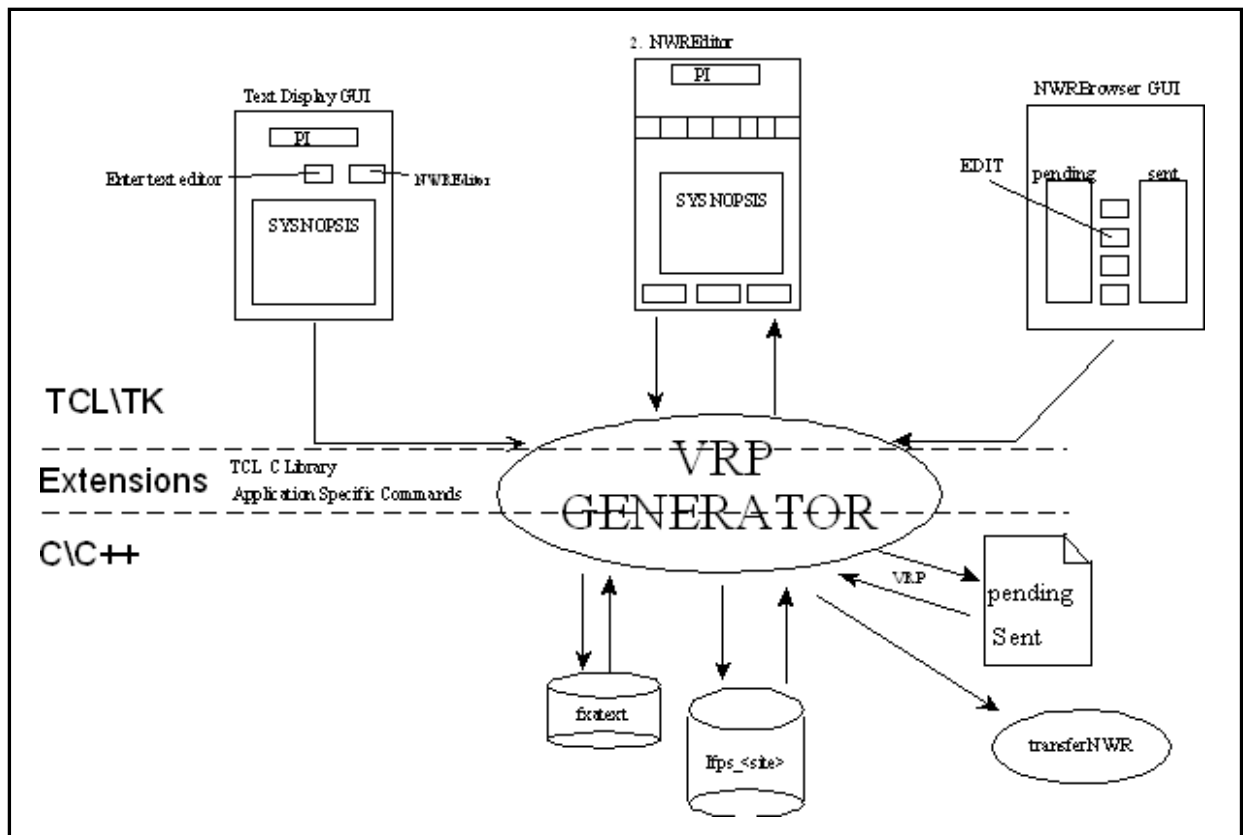 2. NWREditor
PI
Text Display GUI
PI
Enter text editor
NWREditor
SYSNOPSIS
SYSNOPSIS
NWRBrowser GUI
EDIT
pending
sent
TCL\TK
Extensions
TCL C Library
Application Specific Commands
C\C++
VRP
GENERATOR
VRP
pending
Sent
fxatext
Ifps_<site>
transferNWR